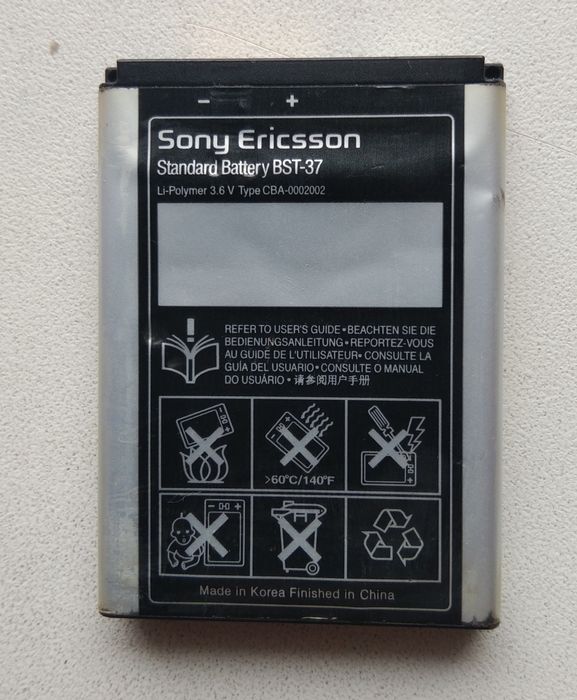 - +
Sony Ericsson
Standard Battery BST-37
Li-Polymer 3.6 V Type CBA-0002002
REFER TO USER'S GUIDE•BEACHTEN SIE DIE
BEDIENUNGSANLEITUNG•REPORTEZ-VOUS
AU GUIDE DE L'UTILISATEUR•CONSULTE LA
GUÍA DEL USUARIO•CONSULTE O MANUAL
DO USUÁRIO•请参阅用户手册
>60°C/140°F
Made in Korea Finished in China